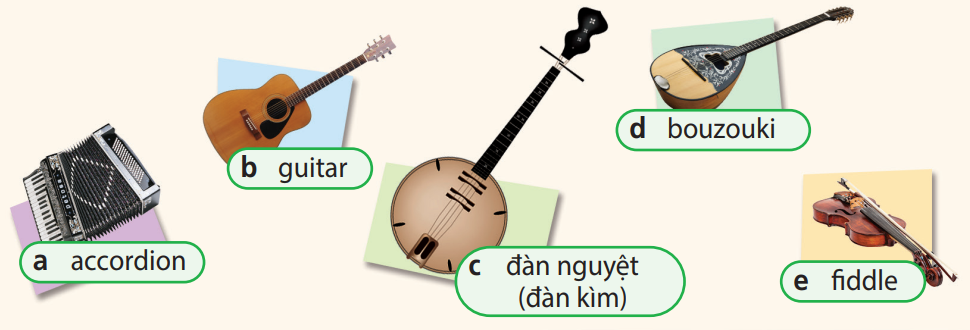 a accordion
b guitar
c đàn nguyệt
(đàn kìm)
d bouzouki
e fiddle